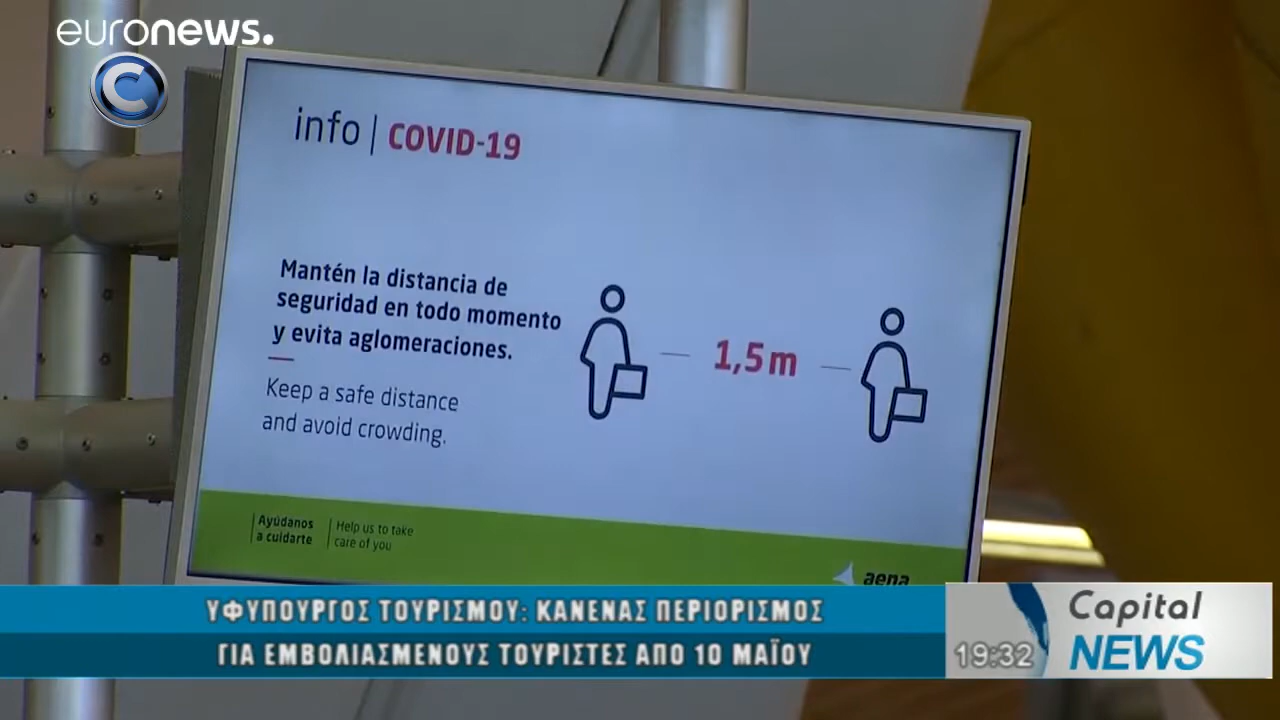 euronews.
C
info | COVID-19
Mantén la distancia de
seguridad en todo momento
y evita aglomeraciones.
1,5 m
Keep a safe distance
and avoid crowding.
Ayúdanos
a cuidarte
Help us to take
care of you
aena
ΥΦΥΠΟΥΡΓΟΣ ΤΟΥΡΙΣΜΟΥ: ΚΑΝΕΝΑΣ ΠΕΡΙΟΡΙΣΜΟΣ
ΓΙΑ ΕΜΒΟΛΙΑΣΜΕΝΟΥΣ ΤΟΥΡΙΣΤΕΣ ΑΠΟ 10 ΜΑΪΟΥ
19:32
Capital
NEWS